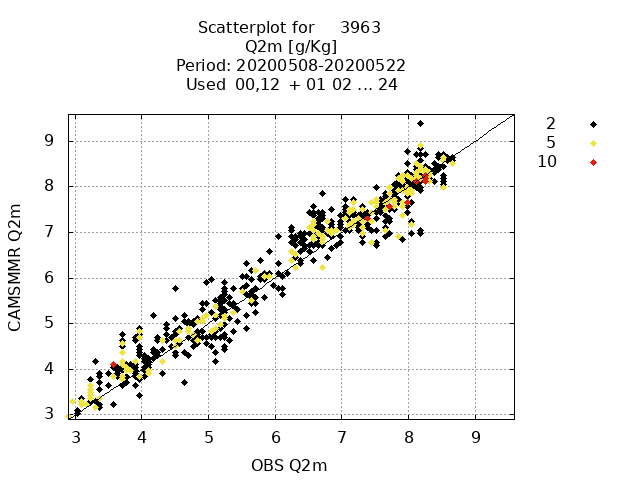 Scatterplot for 3963
Q2m [g/Kg]
Period: 20200508-20200522
Used 00,12 + 01 02 ... 24
2
5
10
9
8
7
6
5
4
3
CAMSMMR Q2m
3 4 5 6 7 8 9
OBS Q2m